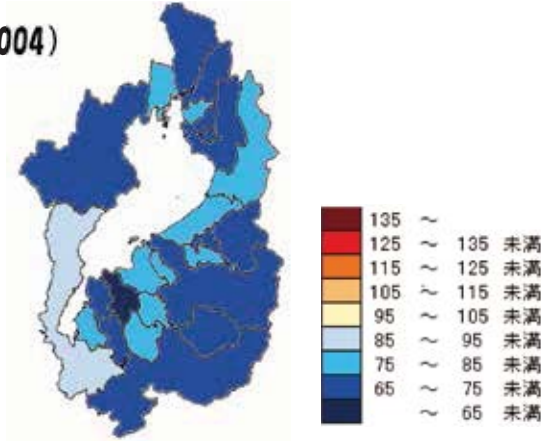 004)
135 ～
125 ～ 135 未満
115 ～ 125 未満
105 ～ 115 未満
95 ～ 105 未満
85 ～ 95 未満
75 ～ 85 未満
65 ～ 75 未満
～ 65 未満